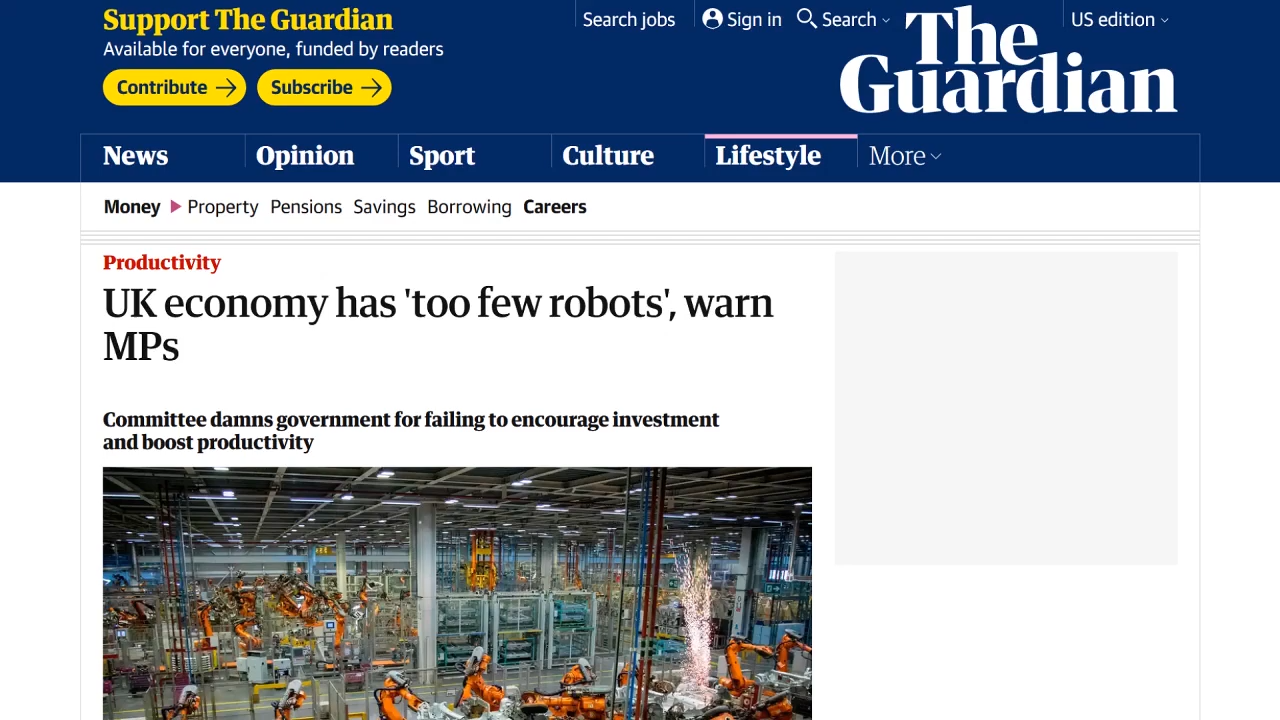 Support The Guardian
Available for everyone, funded by readers
Contribute
Subscribe
Search jobs
Sign in
Search
US edition
The
Guardian
News
Opinion
Sport
Culture
Lifestyle
More
Money
Property
Pensions
Savings
Borrowing
Careers
Productivity
UK economy has 'too few robots', warn
MPs
Committee damns government for failing to encourage investment
and boost productivity